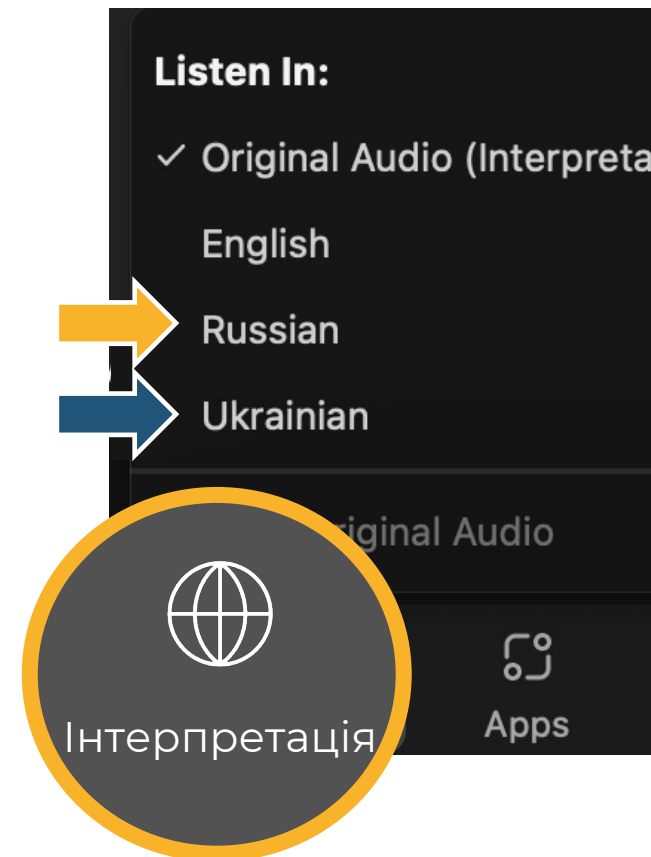 Listen In:
Original Audio (Interpreta
English
Russian
Ukrainian
riginal Audio
Apps
Інтерпретація